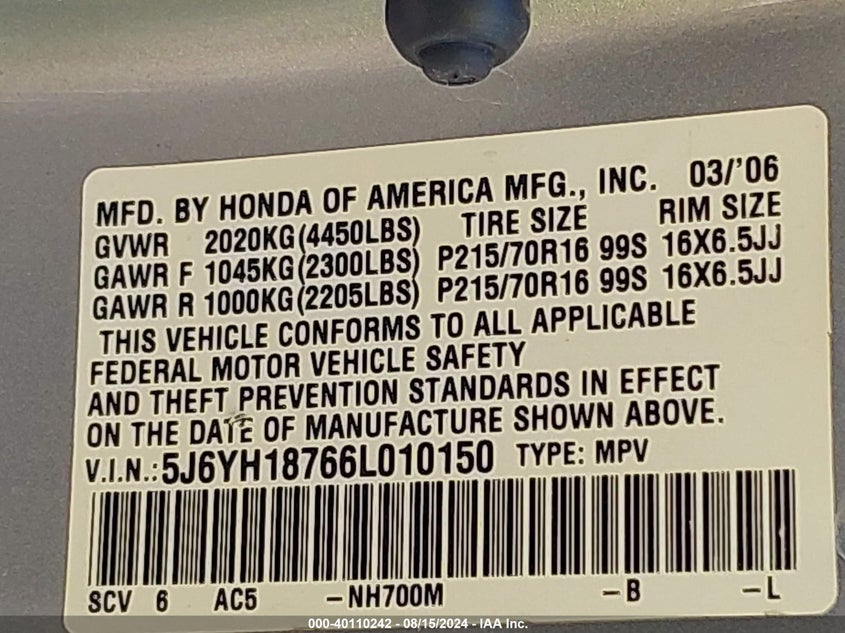 MFD. BY HONDA OF AMERICA MFG., INC. 03/'06
GVWR 2020KG(4450LBS) TIRE SIZE RIM SIZE
GAWR F 1045KG(2300LBS) P215/70R16 99S 16X6.5JJ
GAWR R 1000KG(2205LBS) P215/70R16 99S 16X6.5JJ
THIS VEHICLE CONFORMS TO ALL APPLICABLE
FEDERAL MOTOR VEHICLE SAFETY
AND THEFT PREVENTION STANDARDS IN EFFECT
ON THE DATE OF MANUFACTURE SHOWN ABOVE.
V.I.N.:5J6YH18766L010150 TYPE: MPV
SCV 6 AC5 -NH700M -B -L
000-40110242 - 08/15/2024 - IAA Inc.